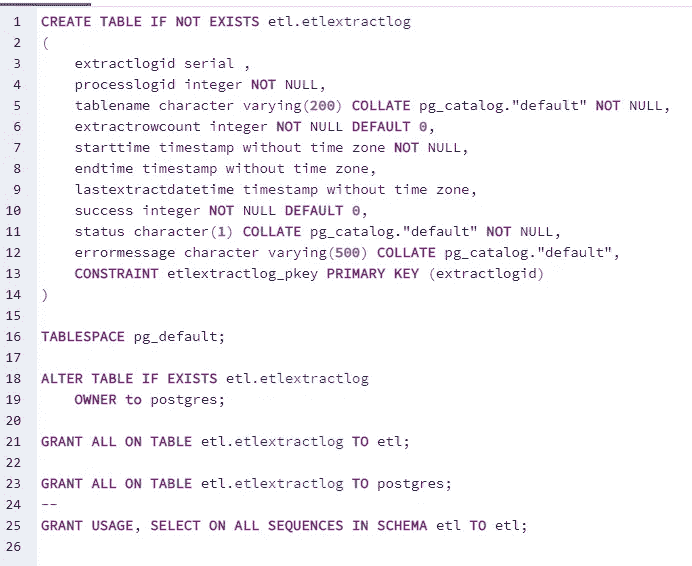 1 CREATE TABLE IF NOT EXISTS etl.etlextractlog
2 (
3     extractlogid serial ,
4     processlogid integer NOT NULL,
5     tablename character varying(200) COLLATE pg_catalog."default" NOT NULL,
6     extractrowcount integer NOT NULL DEFAULT 0,
7     starttime timestamp without time zone NOT NULL,
8     endtime timestamp without time zone,
9     lastextractdatetime timestamp without time zone,
10     success integer NOT NULL DEFAULT 0,
11     status character(1) COLLATE pg_catalog."default" NOT NULL,
12     errormessage character varying(500) COLLATE pg_catalog."default",
13     CONSTRAINT etlextractlog_pkey PRIMARY KEY (extractlogid)
14 )
15
16 TABLESPACE pg_default;
17
18 ALTER TABLE IF EXISTS etl.etlextractlog
19     OWNER to postgres;
20
21 GRANT ALL ON TABLE etl.etlextractlog TO etl;
22
23 GRANT ALL ON TABLE etl.etlextractlog TO postgres;
24 --
25 GRANT USAGE, SELECT ON ALL SEQUENCES IN SCHEMA etl TO etl;
26